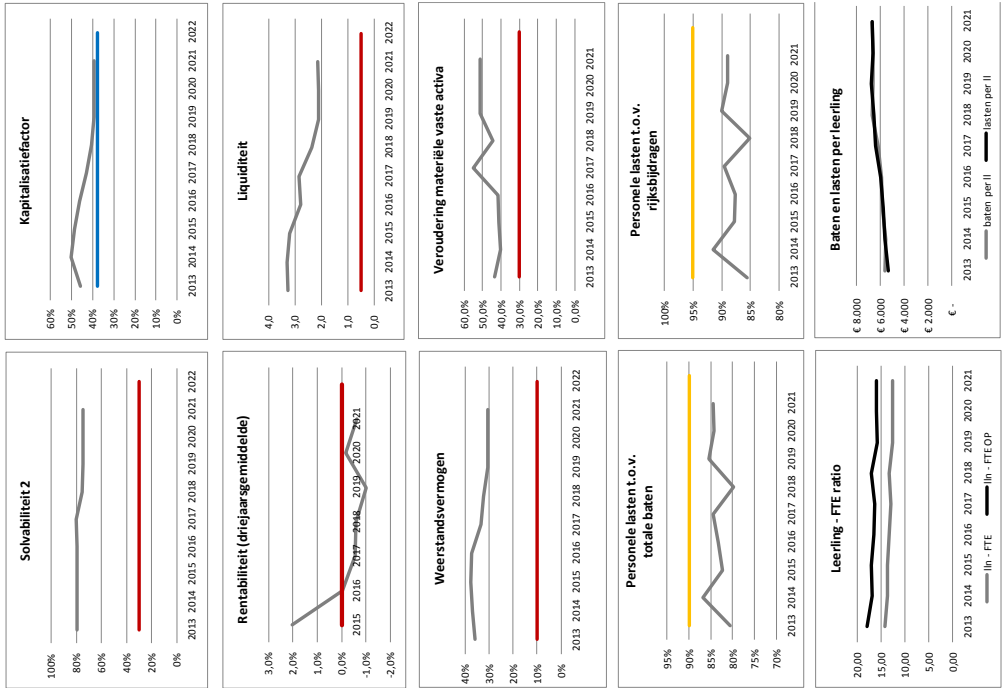 Solvabiliteit 2
100%
80%
60%
40%
20%
0%
2013 2014 2015 2016 2017 2018 2019 2020 2021 2022
Kapitalisatiefactor
60%
50%
40%
30%
20%
10%
0%
2013 2014 2015 2016 2017 2018 2019 2020 2021 2022
Rentabiliteit (driejaarsgemiddelde)
3,0%
2,0%
1,0%
0,0%
-1,0%
-2,0%
2015 2016 2017 2018 2019 2020 2021
Liquiditeit
4,0
3,0
2,0
1,0
0,0
2013 2014 2015 2016 2017 2018 2019 2020 2021 2022
Weerstandsvermogen
40%
30%
20%
10%
0%
2013 2014 2015 2016 2017 2018 2019 2020 2021 2022
Veroudering materiële vaste activa
60,0%
50,0%
40,0%
30,0%
20,0%
10,0%
0,0%
2013 2014 2015 2016 2017 2018 2019 2020 2021 2022
Personele lasten t.o.v.
totale baten
95%
90%
85%
80%
75%
70%
2013 2014 2015 2016 2017 2018 2019 2020 2021
Personele lasten t.o.v.
rijksbijdragen
100%
95%
90%
85%
80%
2013 2014 2015 2016 2017 2018 2019 2020 2021
Leerling - FTE ratio
20,00
15,00
10,00
5,00
0,00
2013 2014 2015 2016 2017 2018 2019 2020 2021
lln - FTE lln - FTEOP
Baten en lasten per leerling
€ 8.000
€ 6.000
€ 4.000
€ 2.000
€ -
2013 2014 2015 2016 2017 2018 2019 2020 2021
baten per ll lasten per ll